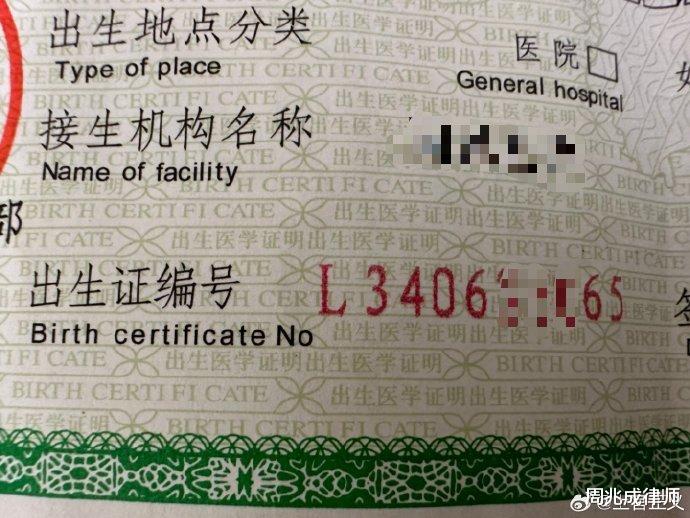 出生地点分类
Type of place
医院
General hospital
接生机构名称
Name of facility
部
出生证编号
Birth certificate No
L 3406 65
BIRTH CERTIFICATE
出生医学证明
周兆成律师